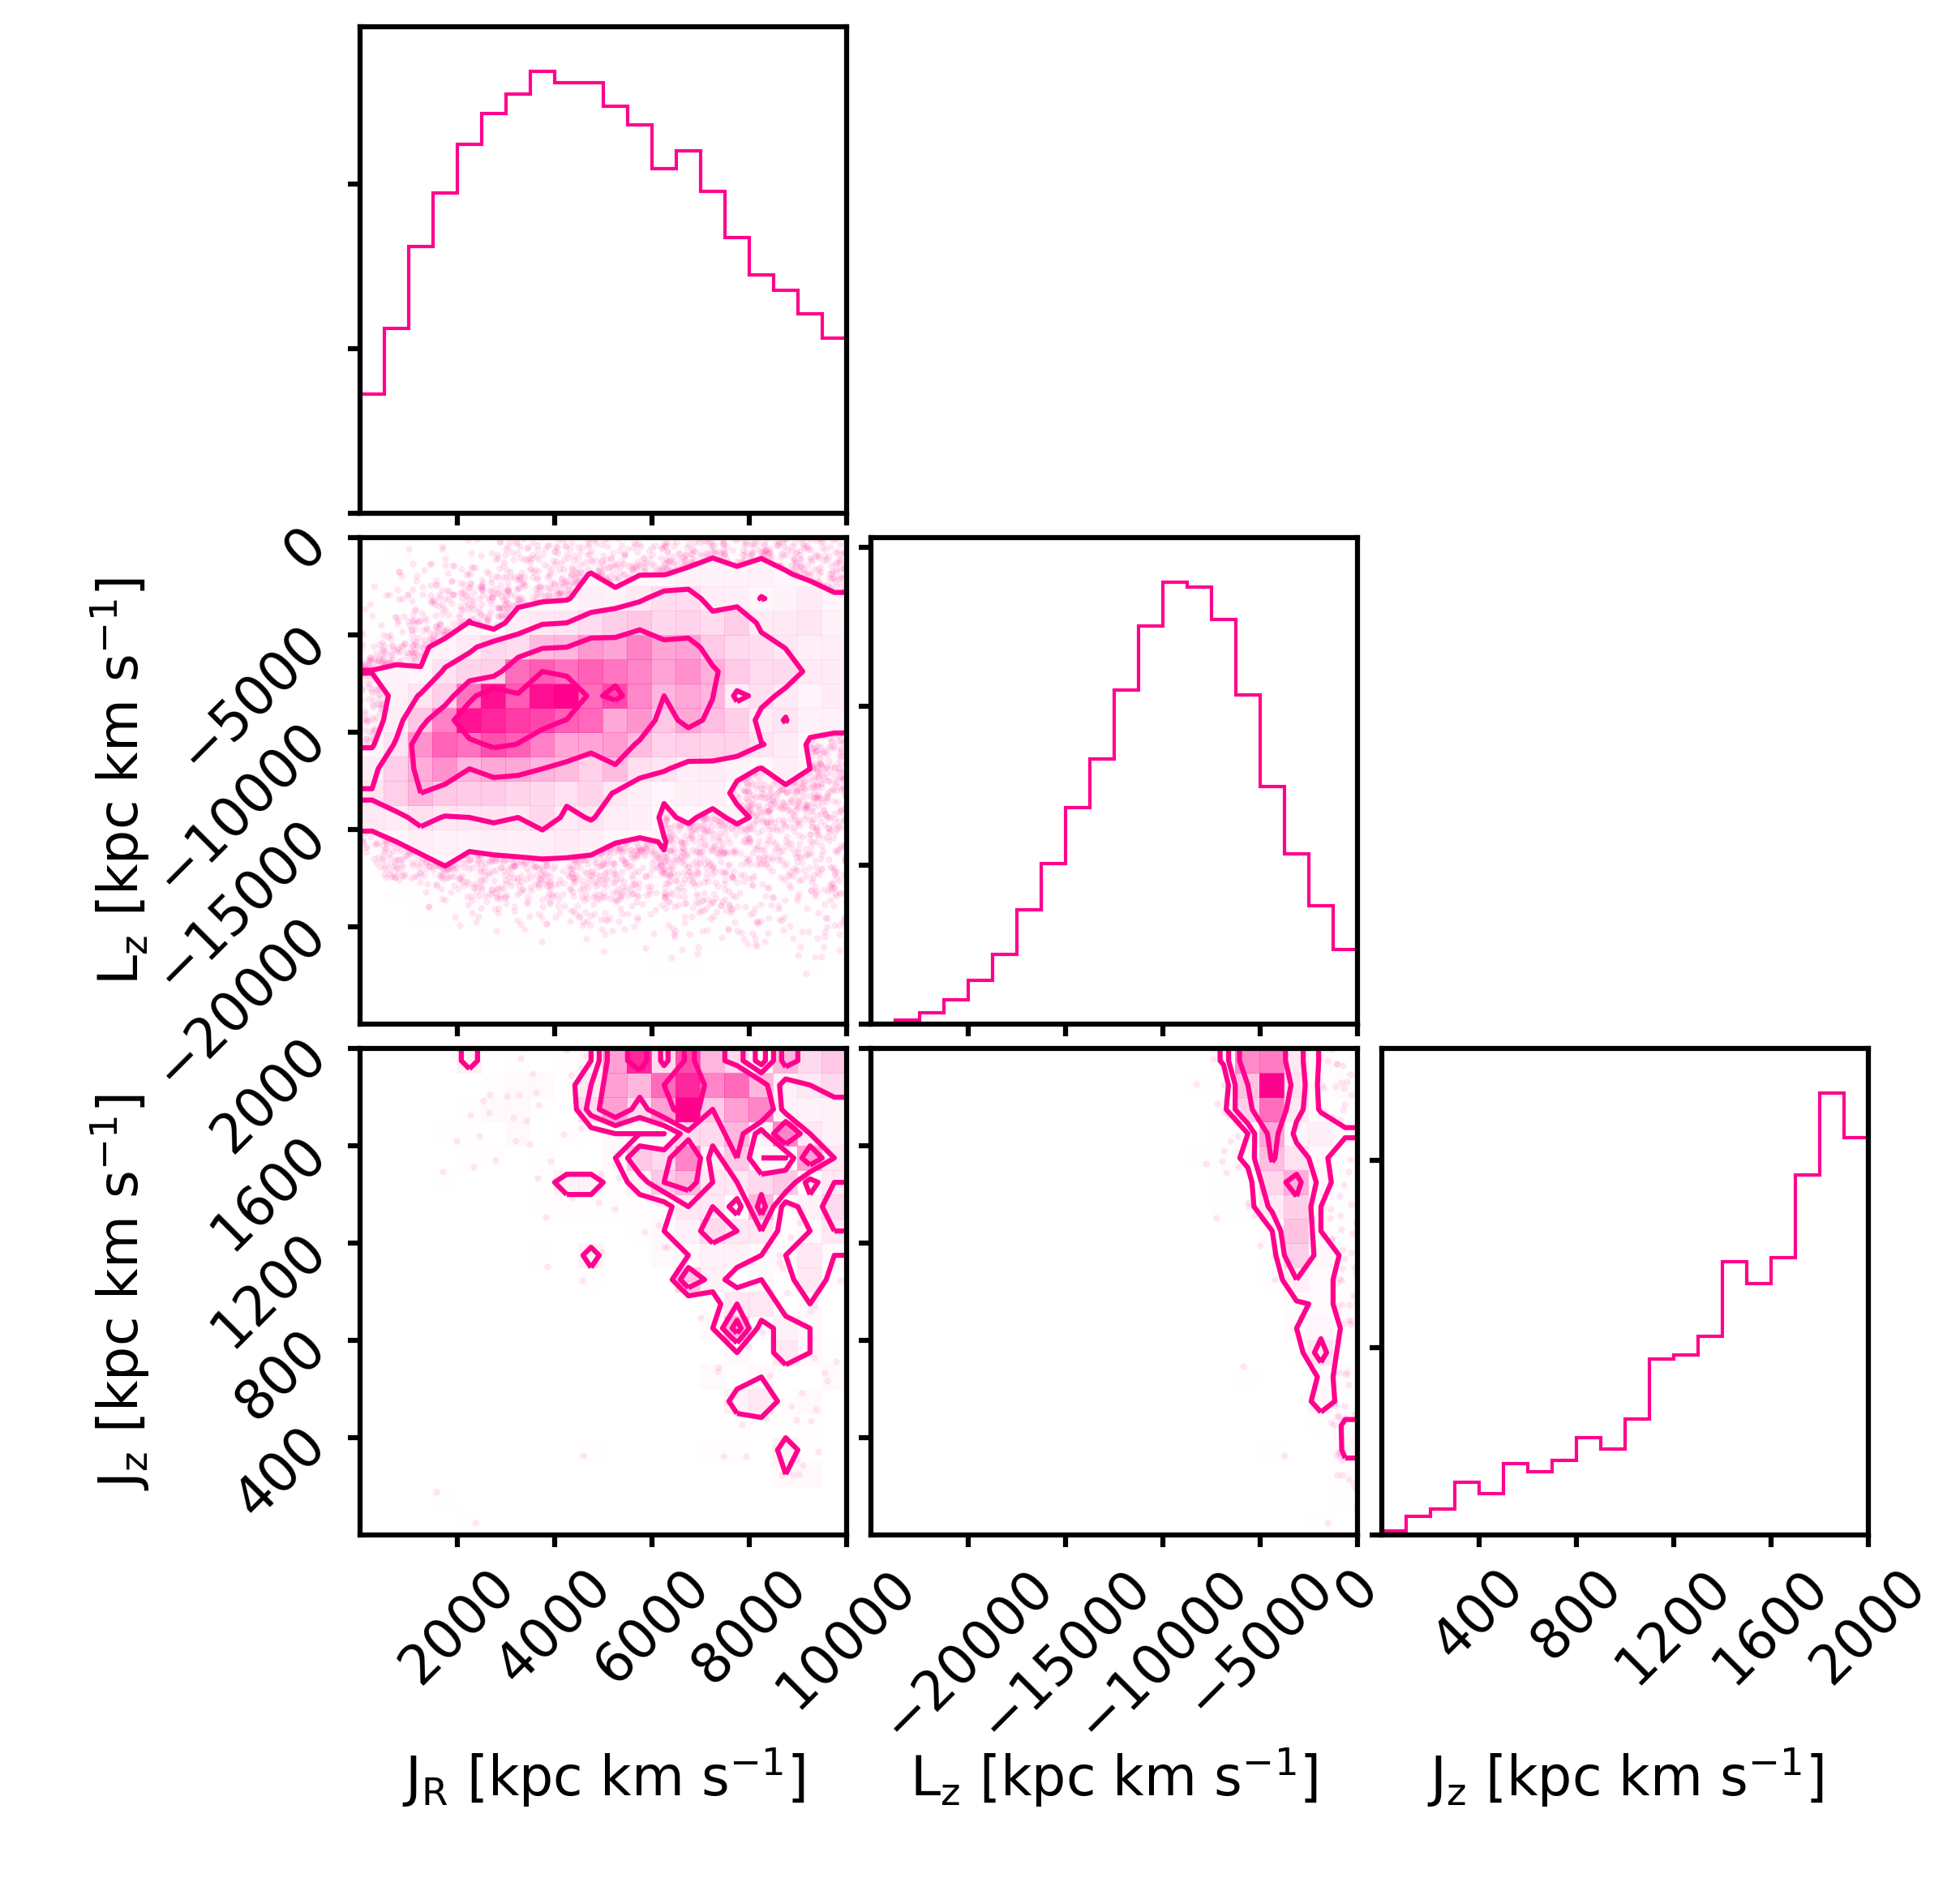 0
−5000
−10000
−15000
−20000
L_z [kpc km s⁻¹]
2000
1600
1200
800
400
J_z [kpc km s⁻¹]
2000 4000 6000 8000 10000
−20000 −15000 −10000 −5000 0
400 800 1200 1600 2000
J_R [kpc km s⁻¹]
L_z [kpc km s⁻¹]
J_z [kpc km s⁻¹]